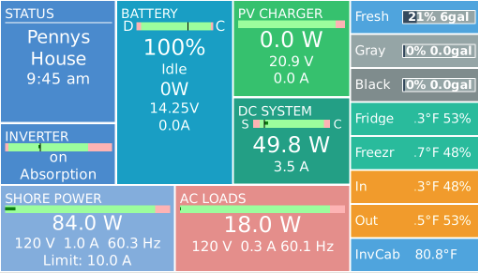 STATUS
Pennys
House
9:45 am
INVERTER
on
Absorption
BATTERY
D C
100%
Idle
0W
14.25V
0.0A
PV CHARGER
0.0 W
20.9 V
0.0 A
DC SYSTEM
S C
49.8 W
3.5 A
SHORE POWER
84.0 W
120 V 1.0 A 60.3 Hz
Limit: 10.0 A
AC LOADS
18.0 W
120 V 0.3 A 60.1 Hz
Fresh 21% 6gal
Gray 0% 0.0gal
Black 0% 0.0gal
Fridge .3°F 53%
Freezr .7°F 48%
In .3°F 48%
Out .5°F 53%
InvCab 80.8°F